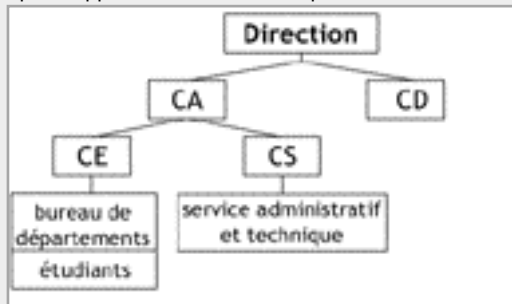 Direction
CA
CD
CE
CS
bureau de
départements
étudiants
service administratif
et technique